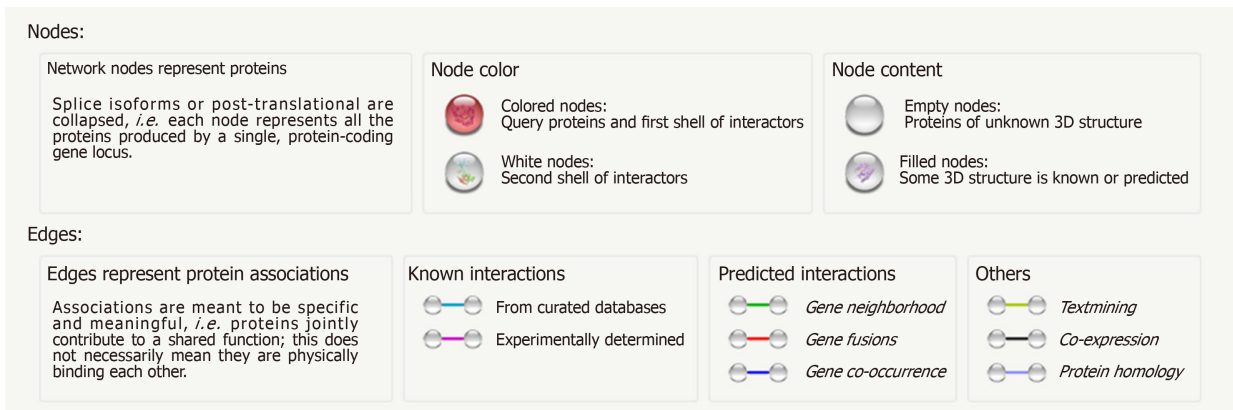 Nodes:
Network nodes represent proteins
Splice isoforms or post-translational are
collapsed, i.e. each node represents all the
proteins produced by a single, protein-coding
gene locus.
Node color
Colored nodes:
Query proteins and first shell of interactors
White nodes:
Second shell of interactors
Node content
Empty nodes:
Proteins of unknown 3D structure
Filled nodes:
Some 3D structure is known or predicted
Edges:
Edges represent protein associations
Associations are meant to be specific
and meaningful, i.e. proteins jointly
contribute to a shared function; this does
not necessarily mean they are physically
binding each other.
Known interactions
From curated databases
Experimentally determined
Predicted interactions
Gene neighborhood
Gene fusions
Gene co-occurrence
Others
Textmining
Co-expression
Protein homology